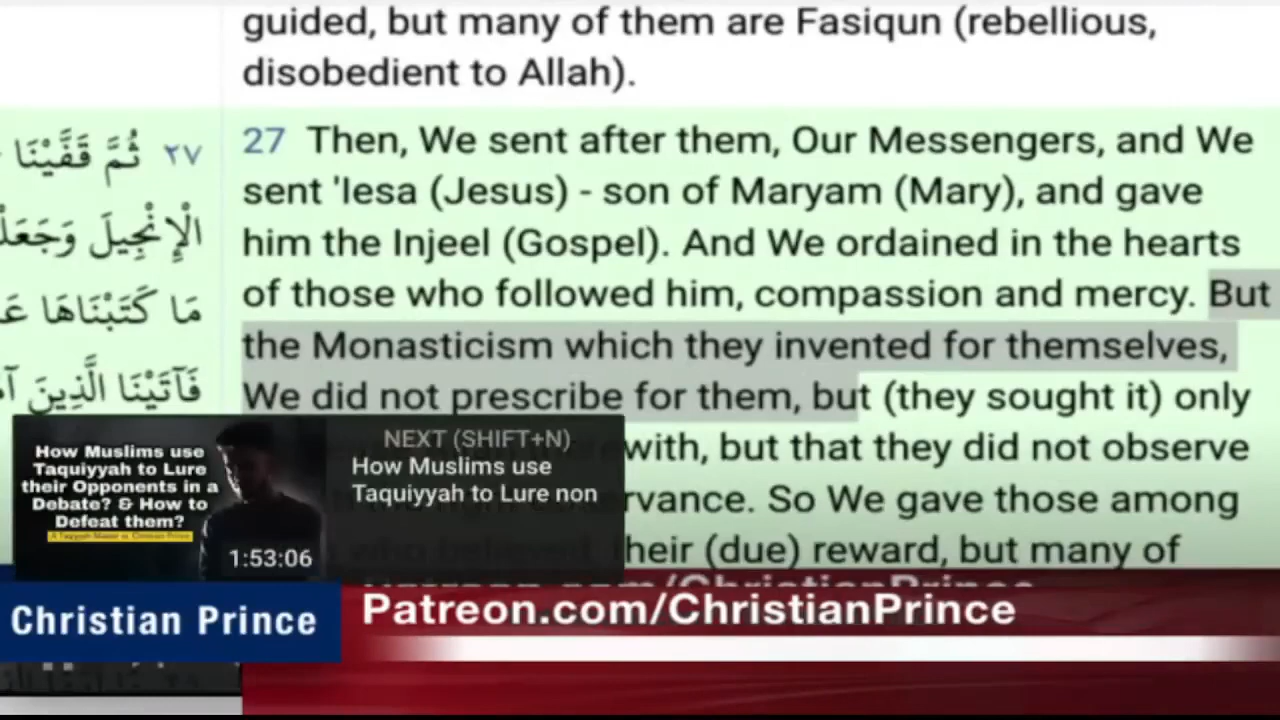 guided, but many of them are Fasiqun (rebellious,
disobedient to Allah).
٢٧ ثُمَّ قَفَّيْنَا
27 Then, We sent after them, Our Messengers, and We
sent 'Iesa (Jesus) - son of Maryam (Mary), and gave
الْإِنْجِيلَ
him the Injeel (Gospel). And We ordained in the hearts
مَا كَتَبْنَاهَا
of those who followed him, compassion and mercy. But
the Monasticism which they invented for themselves,
فَآتَيْنَا الَّذِينَ
We did not prescribe for them, but (they sought it) only
with, but that they did not observe
rvance. So We gave those among
their (due) reward, but many of
NEXT (SHIFT+N)
How Muslims use
Taquiyyah to Lure non
How Muslims use
Taquiyyah to Lure
their Opponents in a
Debate? & How to
Defeat them?
1:53:06
Christian Prince
Patreon.com/ChristianPrince